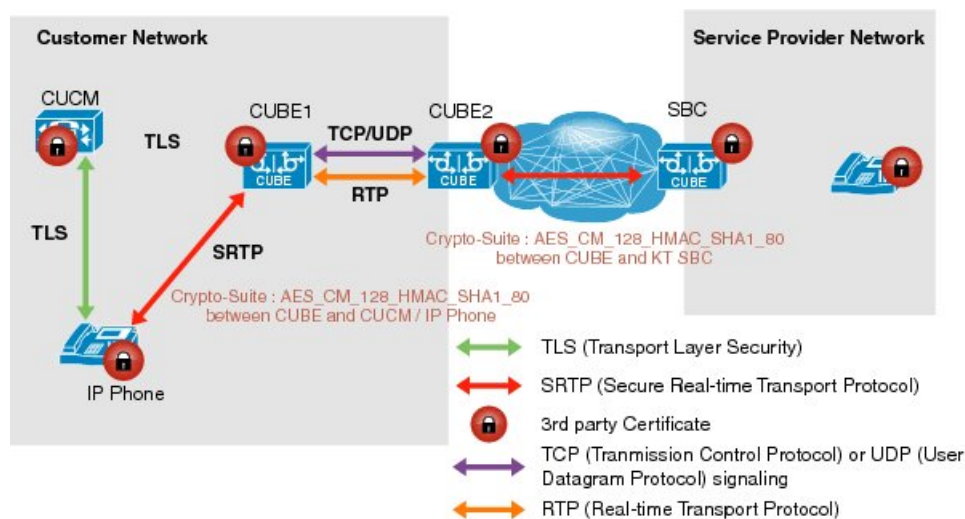 Customer Network
Service Provider Network
CUCM
CUBE1
CUBE2
SBC
TLS
TCP/UDP
CUBE
CUBE
CUBE
RTP
TLS
SRTP
Crypto-Suite : AES_CM_128_HMAC_SHA1_80
between CUBE and KT SBC
Crypto-Suite : AES_CM_128_HMAC_SHA1_80
between CUBE and CUCM / IP Phone
IP Phone
TLS (Transport Layer Security)
SRTP (Secure Real-time Transport Protocol)
3rd party Certificate
TCP (Tranmission Control Protocol) or UDP (User
Datagram Protocol) signaling
RTP (Real-time Transport Protocol)